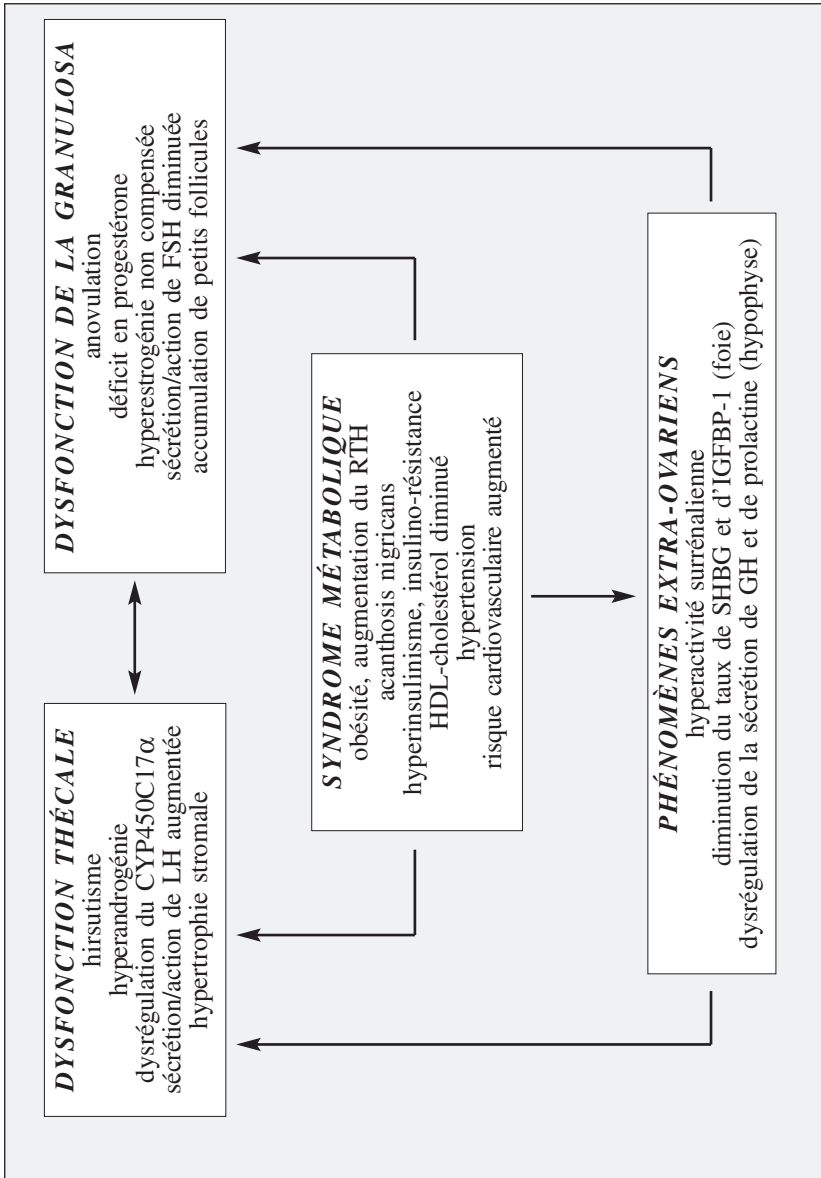 DYSFONCTION THÉCALE
hirsutisme
hyperandrogénie
dysrégulation du CYP450C17α
sécrétion/action de LH augmentée
hypertrophie stromale
DYSFONCTION DE LA GRANULOSA
anovulation
déficit en progestérone
hyperestrogénie non compensée
sécrétion/action de FSH diminuée
accumulation de petits follicules
SYNDROME MÉTABOLIQUE
obésité, augmentation du RTH
acanthosis nigricans
hyperinsulinisme, insulino-résistance
HDL-cholestérol diminué
hypertension
risque cardiovasculaire augmenté
PHÉNOMÈNES EXTRA-OVARIENS
hyperactivité surrénalienne
diminution du taux de SHBG et d'IGFBP-1 (foie)
dysrégulation de la sécrétion de GH et de prolactine (hypophyse)